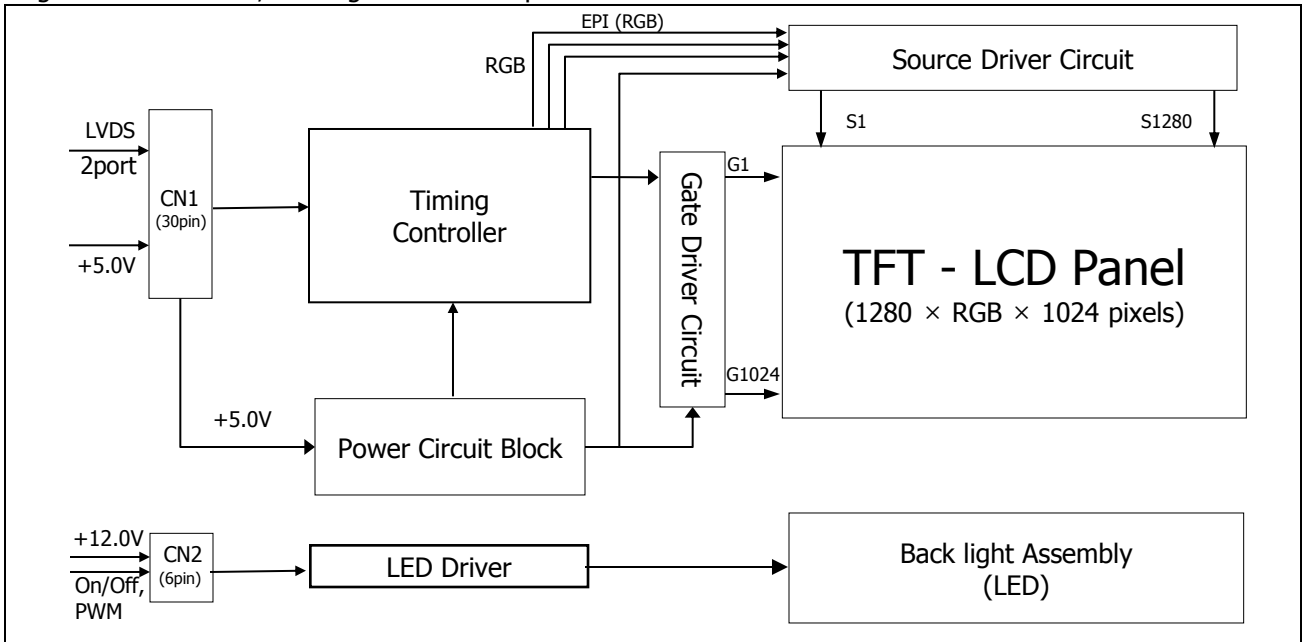 EPI (RGB)
RGB
Source Driver Circuit
S1
S1280
LVDS
2port
CN1
(30pin)
+5.0V
Timing
Controller
Gate Driver Circuit
G1
G1024
TFT - LCD Panel
(1280 × RGB × 1024 pixels)
+5.0V
Power Circuit Block
+12.0V
On/Off,
PWM
CN2
(6pin)
LED Driver
Back light Assembly
(LED)